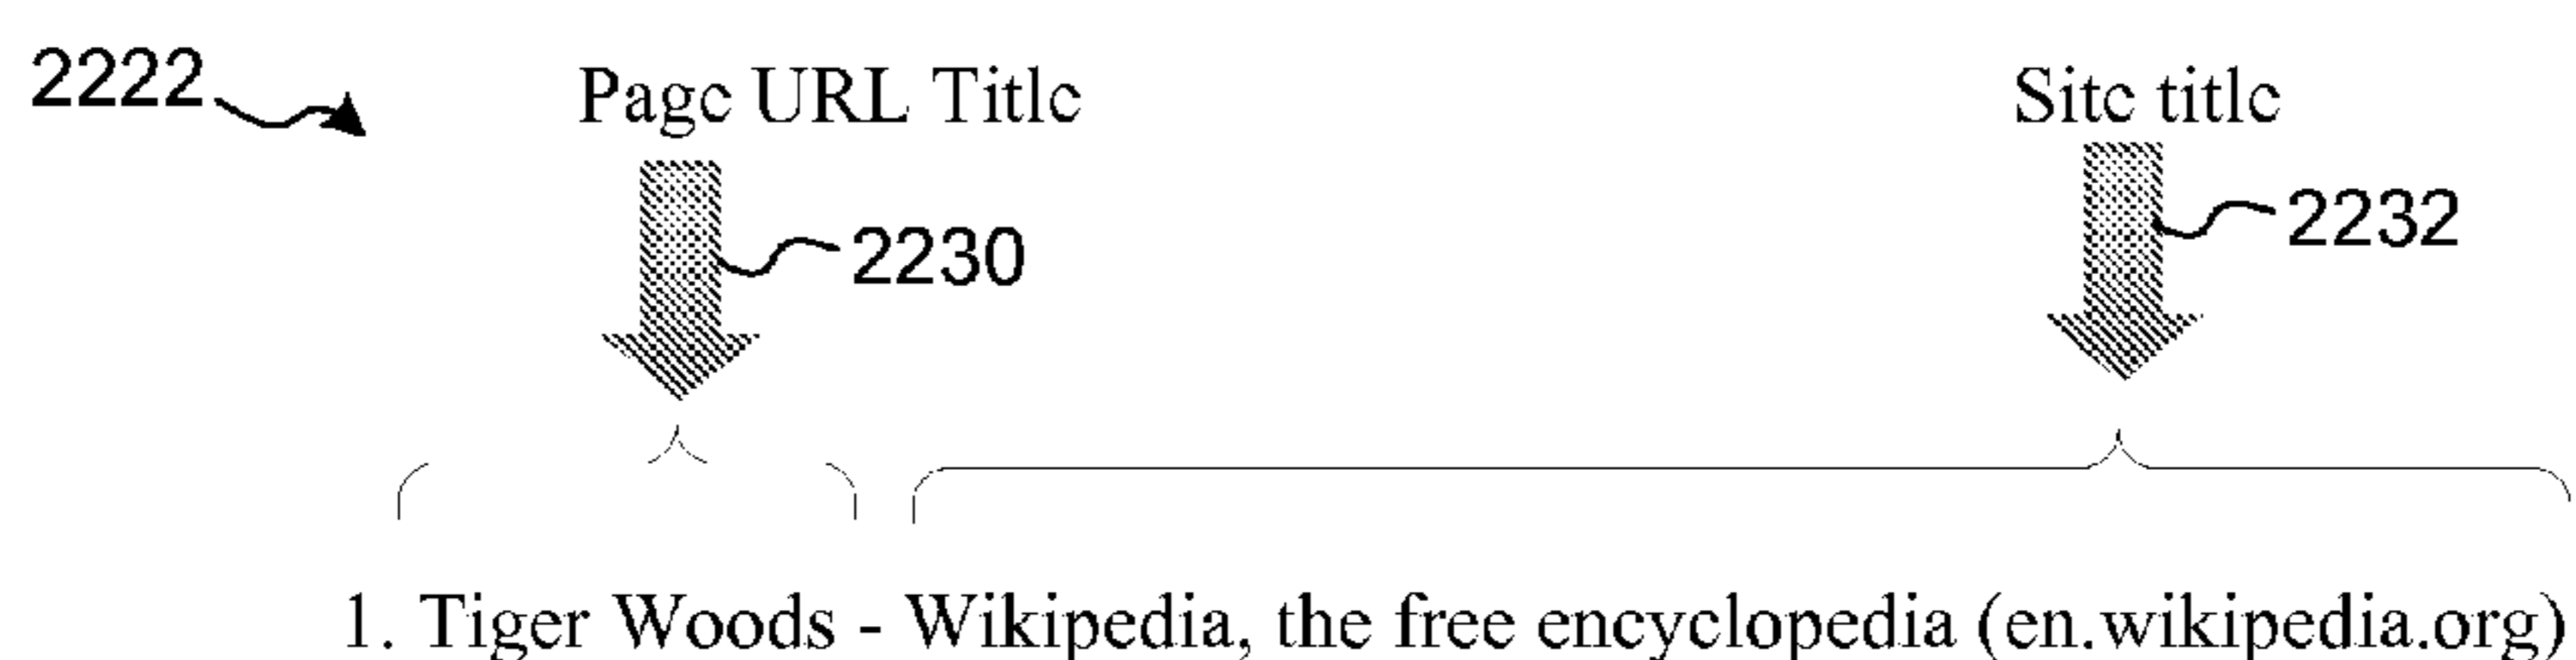 2222 Page URL Title Site title
2230 2232
1. Tiger Woods - Wikipedia, the free encyclopedia (en.wikipedia.org)